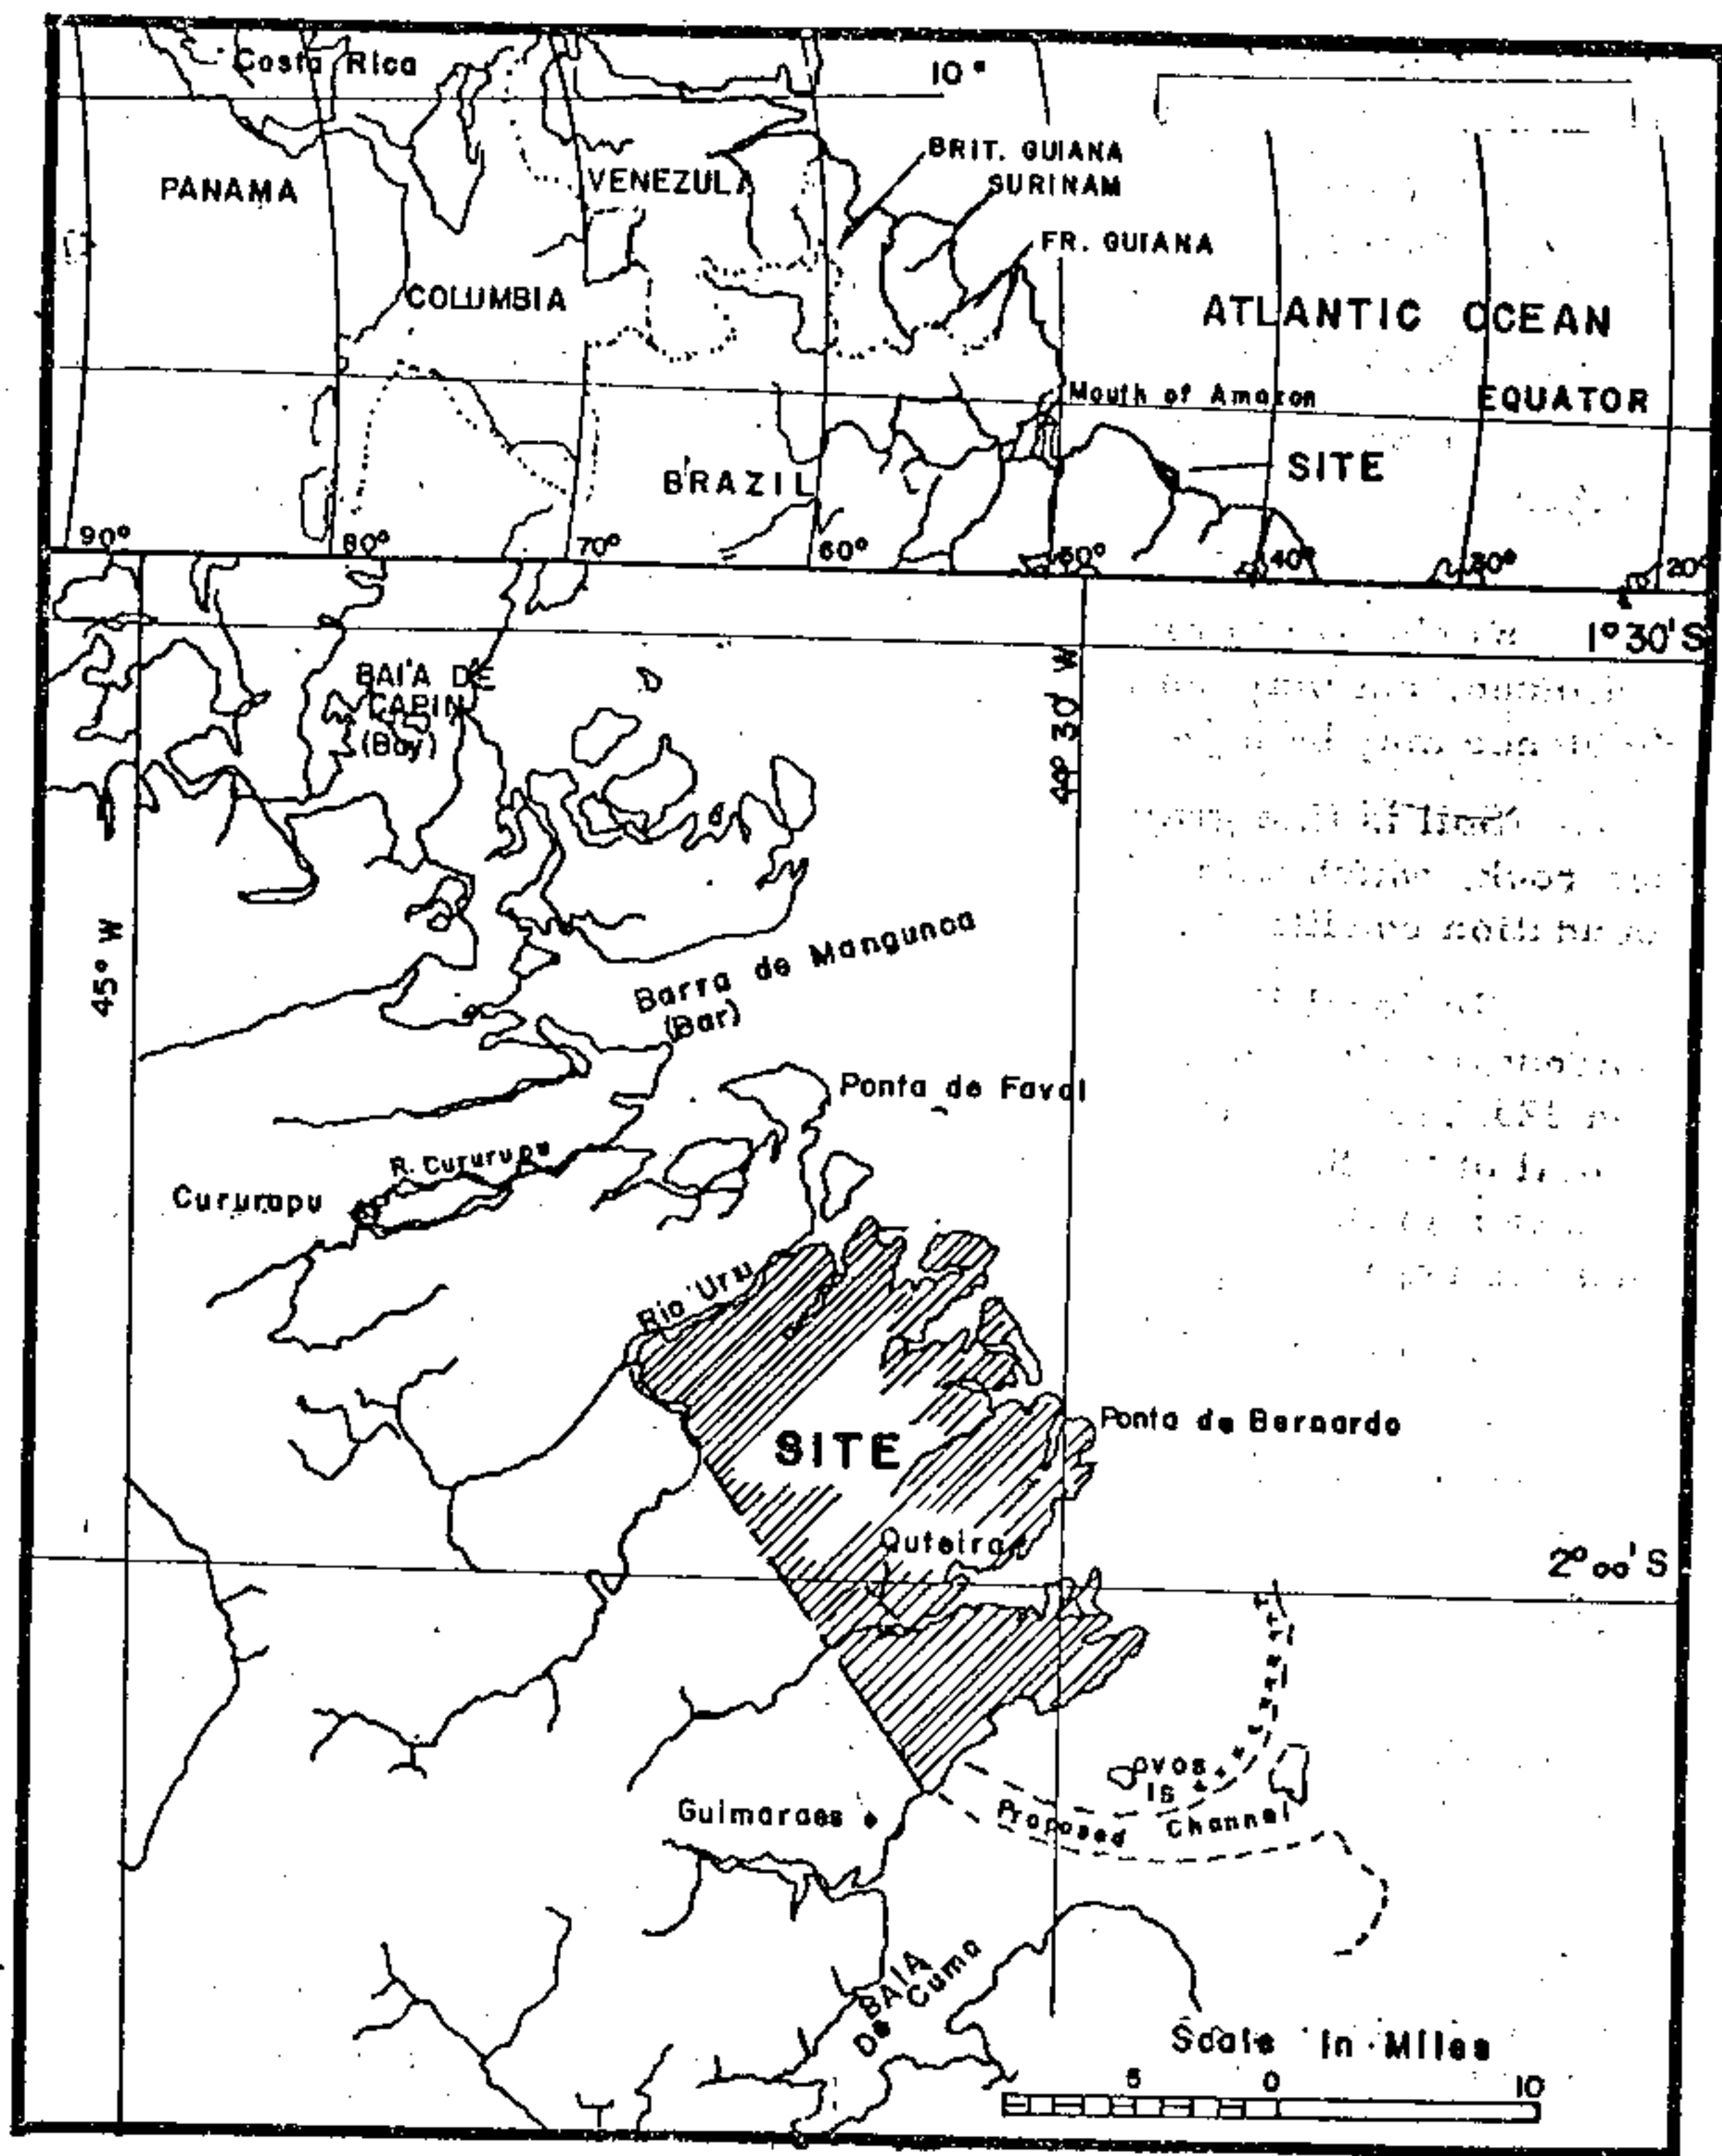 Costa Rica
10°
BRIT. GUIANA
PANAMA
VENEZULA
SURINAM
FR. GUIANA
COLUMBIA
ATLANTIC OCEAN
Mouth of Amazon
EQUATOR
BRAZIL
SITE
90°
80°
70°
60°
50°
40°
30°
20°
1°30'S
BAIA DE
CAPIN
(Bay)
44° 30' W
45° W
Barra de Mangunca
(Bar)
Ponta de Faval
R. Cururupu
Cururupu
Rio Uru
SITE
Ponta de Bernardo
Outeira
2°00'S
OVOS
IS
Guimaraes
Proposed Channel
BAIA
De Cuma
Scale in Miles
5 0 10